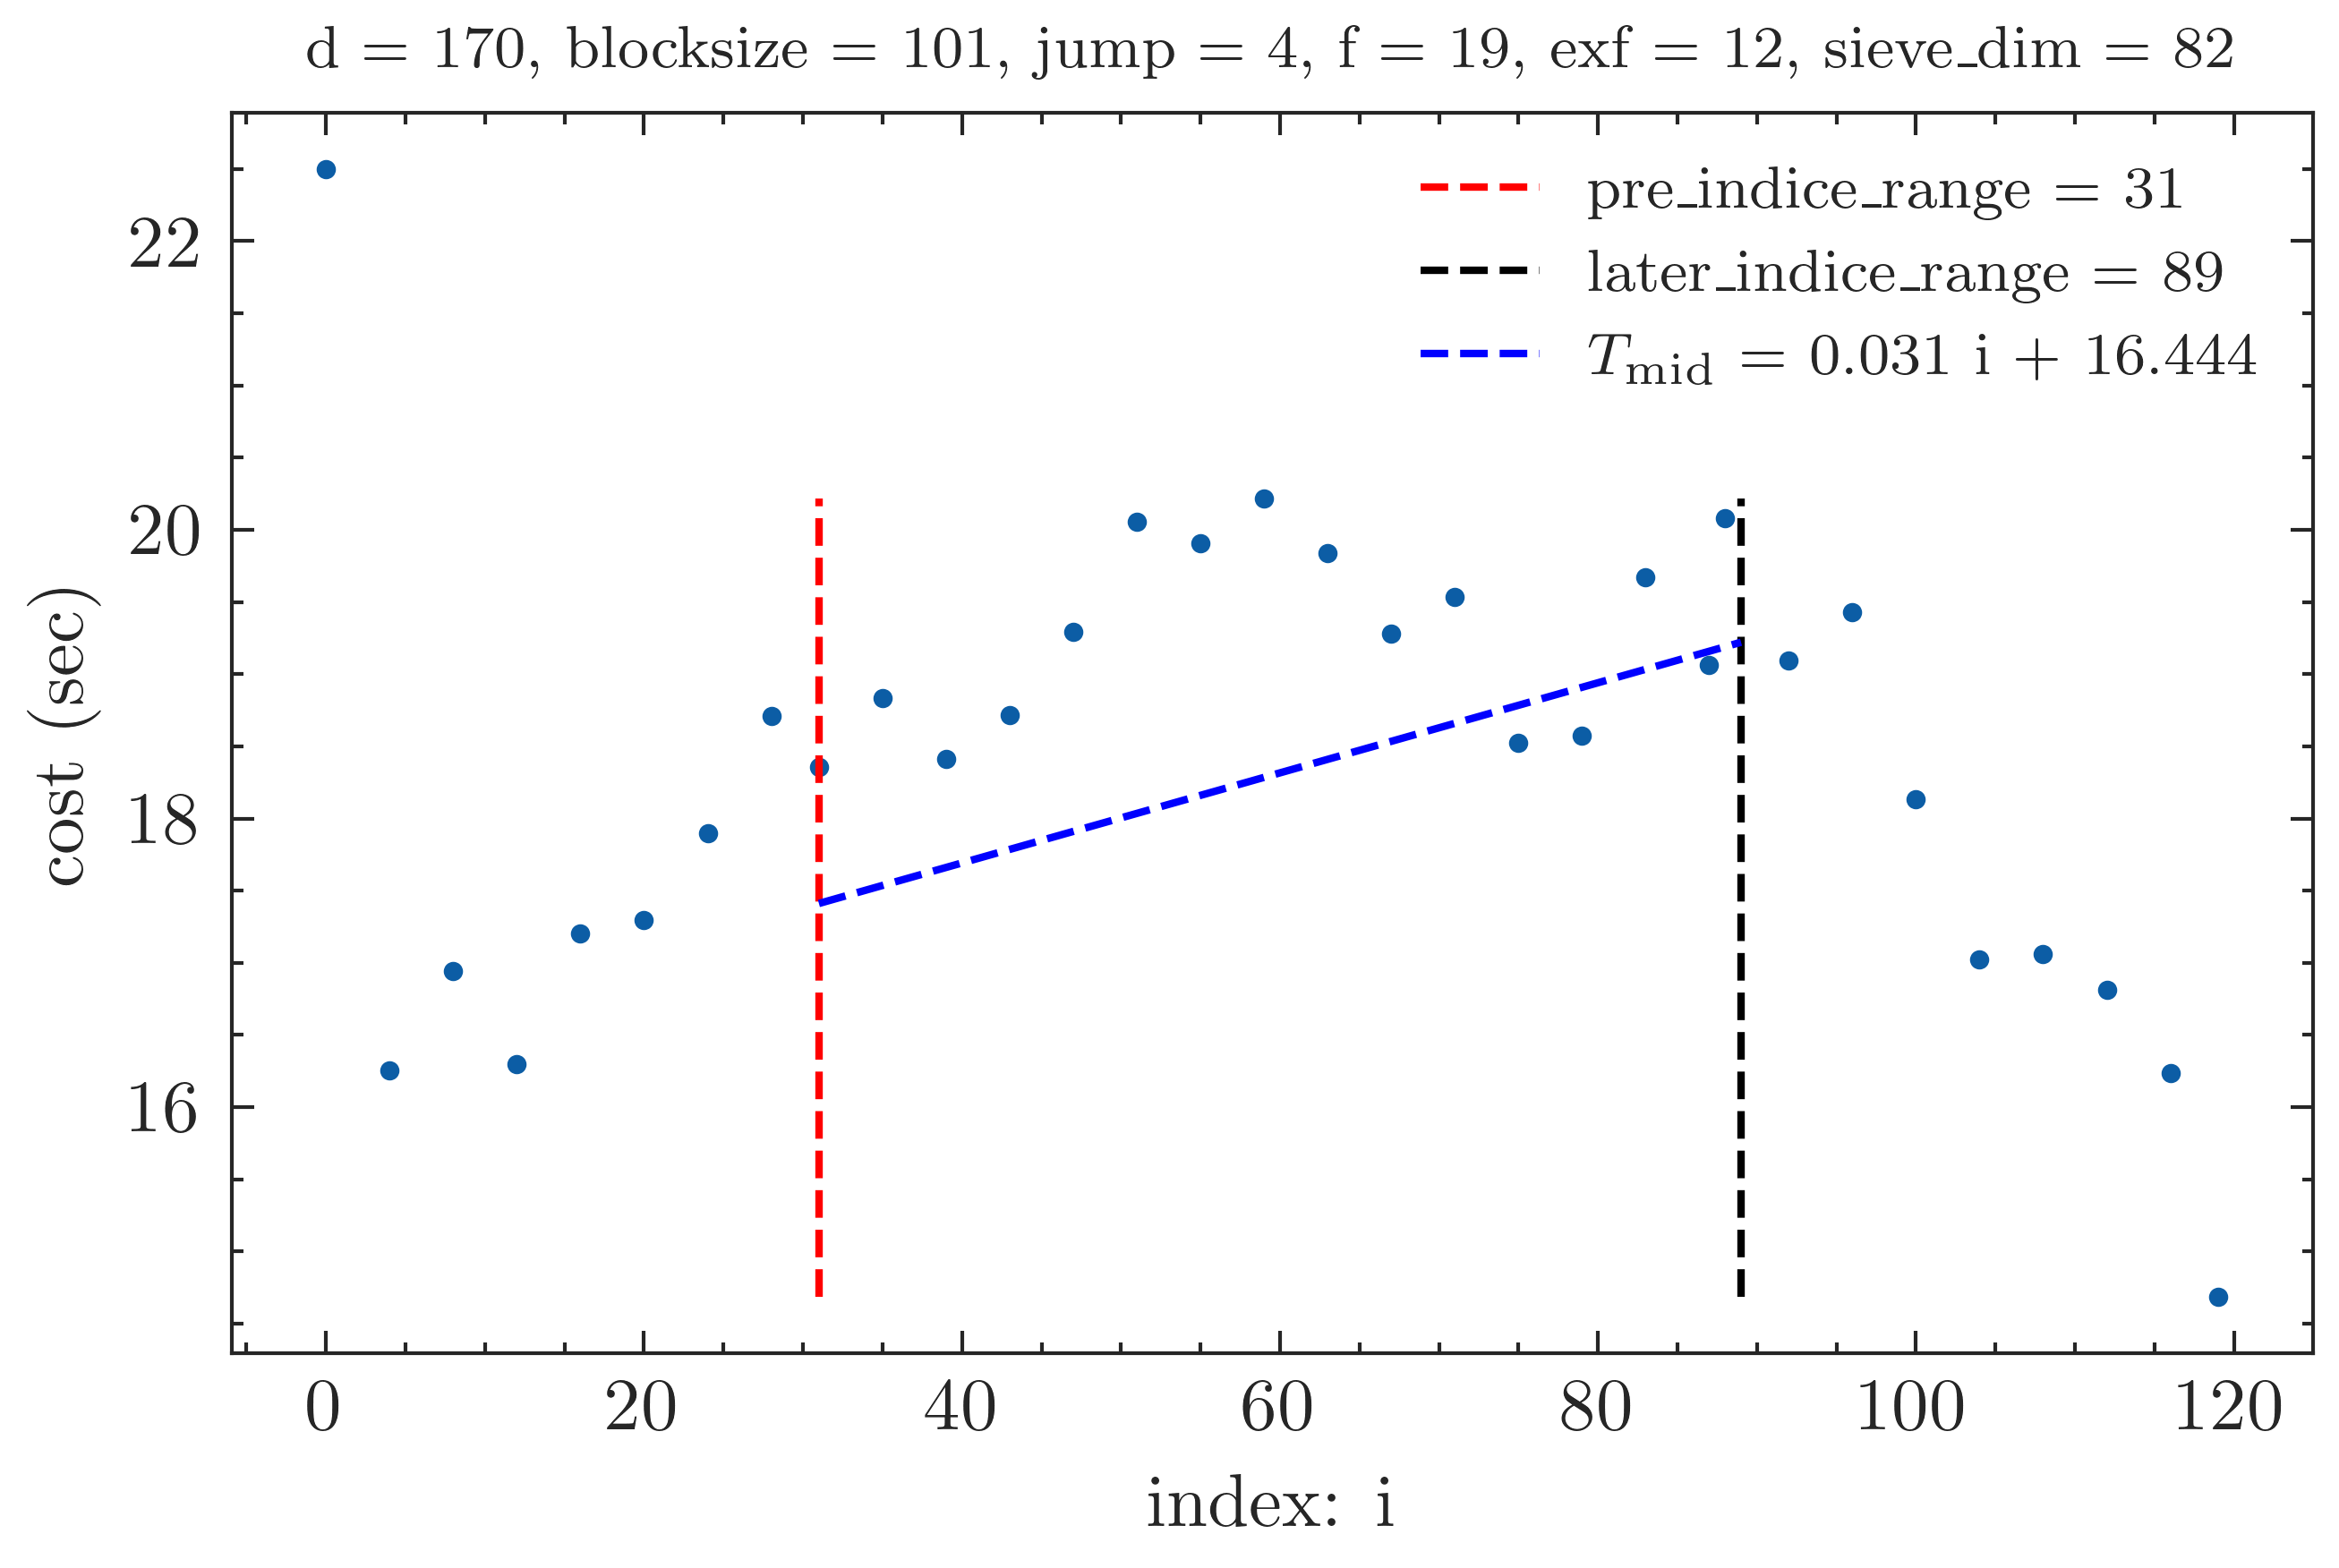 d = 170, blocksize = 101, jump = 4, f = 19, exf = 12, sieve_dim = 82
pre_indice_range = 31
later_indice_range = 89
T_mid = 0.031 i + 16.444
cost (sec)
22
20
18
16
0 20 40 60 80 100 120
index: i